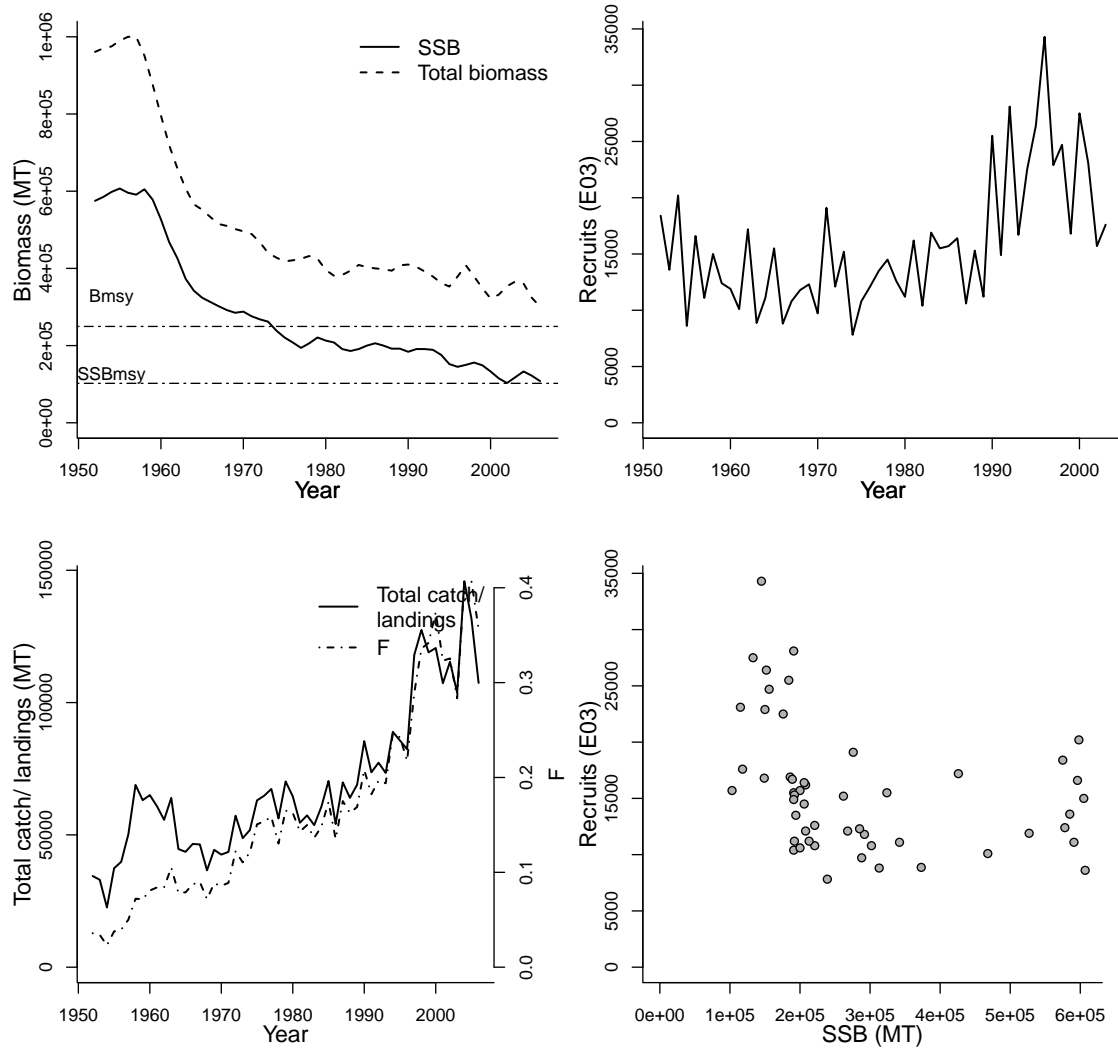 SSB
Total biomass
Bmsy
SSBmsy
Biomass (MT)
0e+00 2e+05 4e+05 6e+05 8e+05 1e+06
1950 1960 1970 1980 1990 2000
Year
Recruits (E03)
0 5000 15000 25000 35000
1950 1960 1970 1980 1990 2000
Year
Total catch/
landings
F
Total catch/ landings (MT)
0 50000 100000 150000
F
0.0 0.1 0.2 0.3 0.4
1950 1960 1970 1980 1990 2000
Year
Recruits (E03)
0 5000 15000 25000 35000
0e+00 1e+05 2e+05 3e+05 4e+05 5e+05 6e+05
SSB (MT)